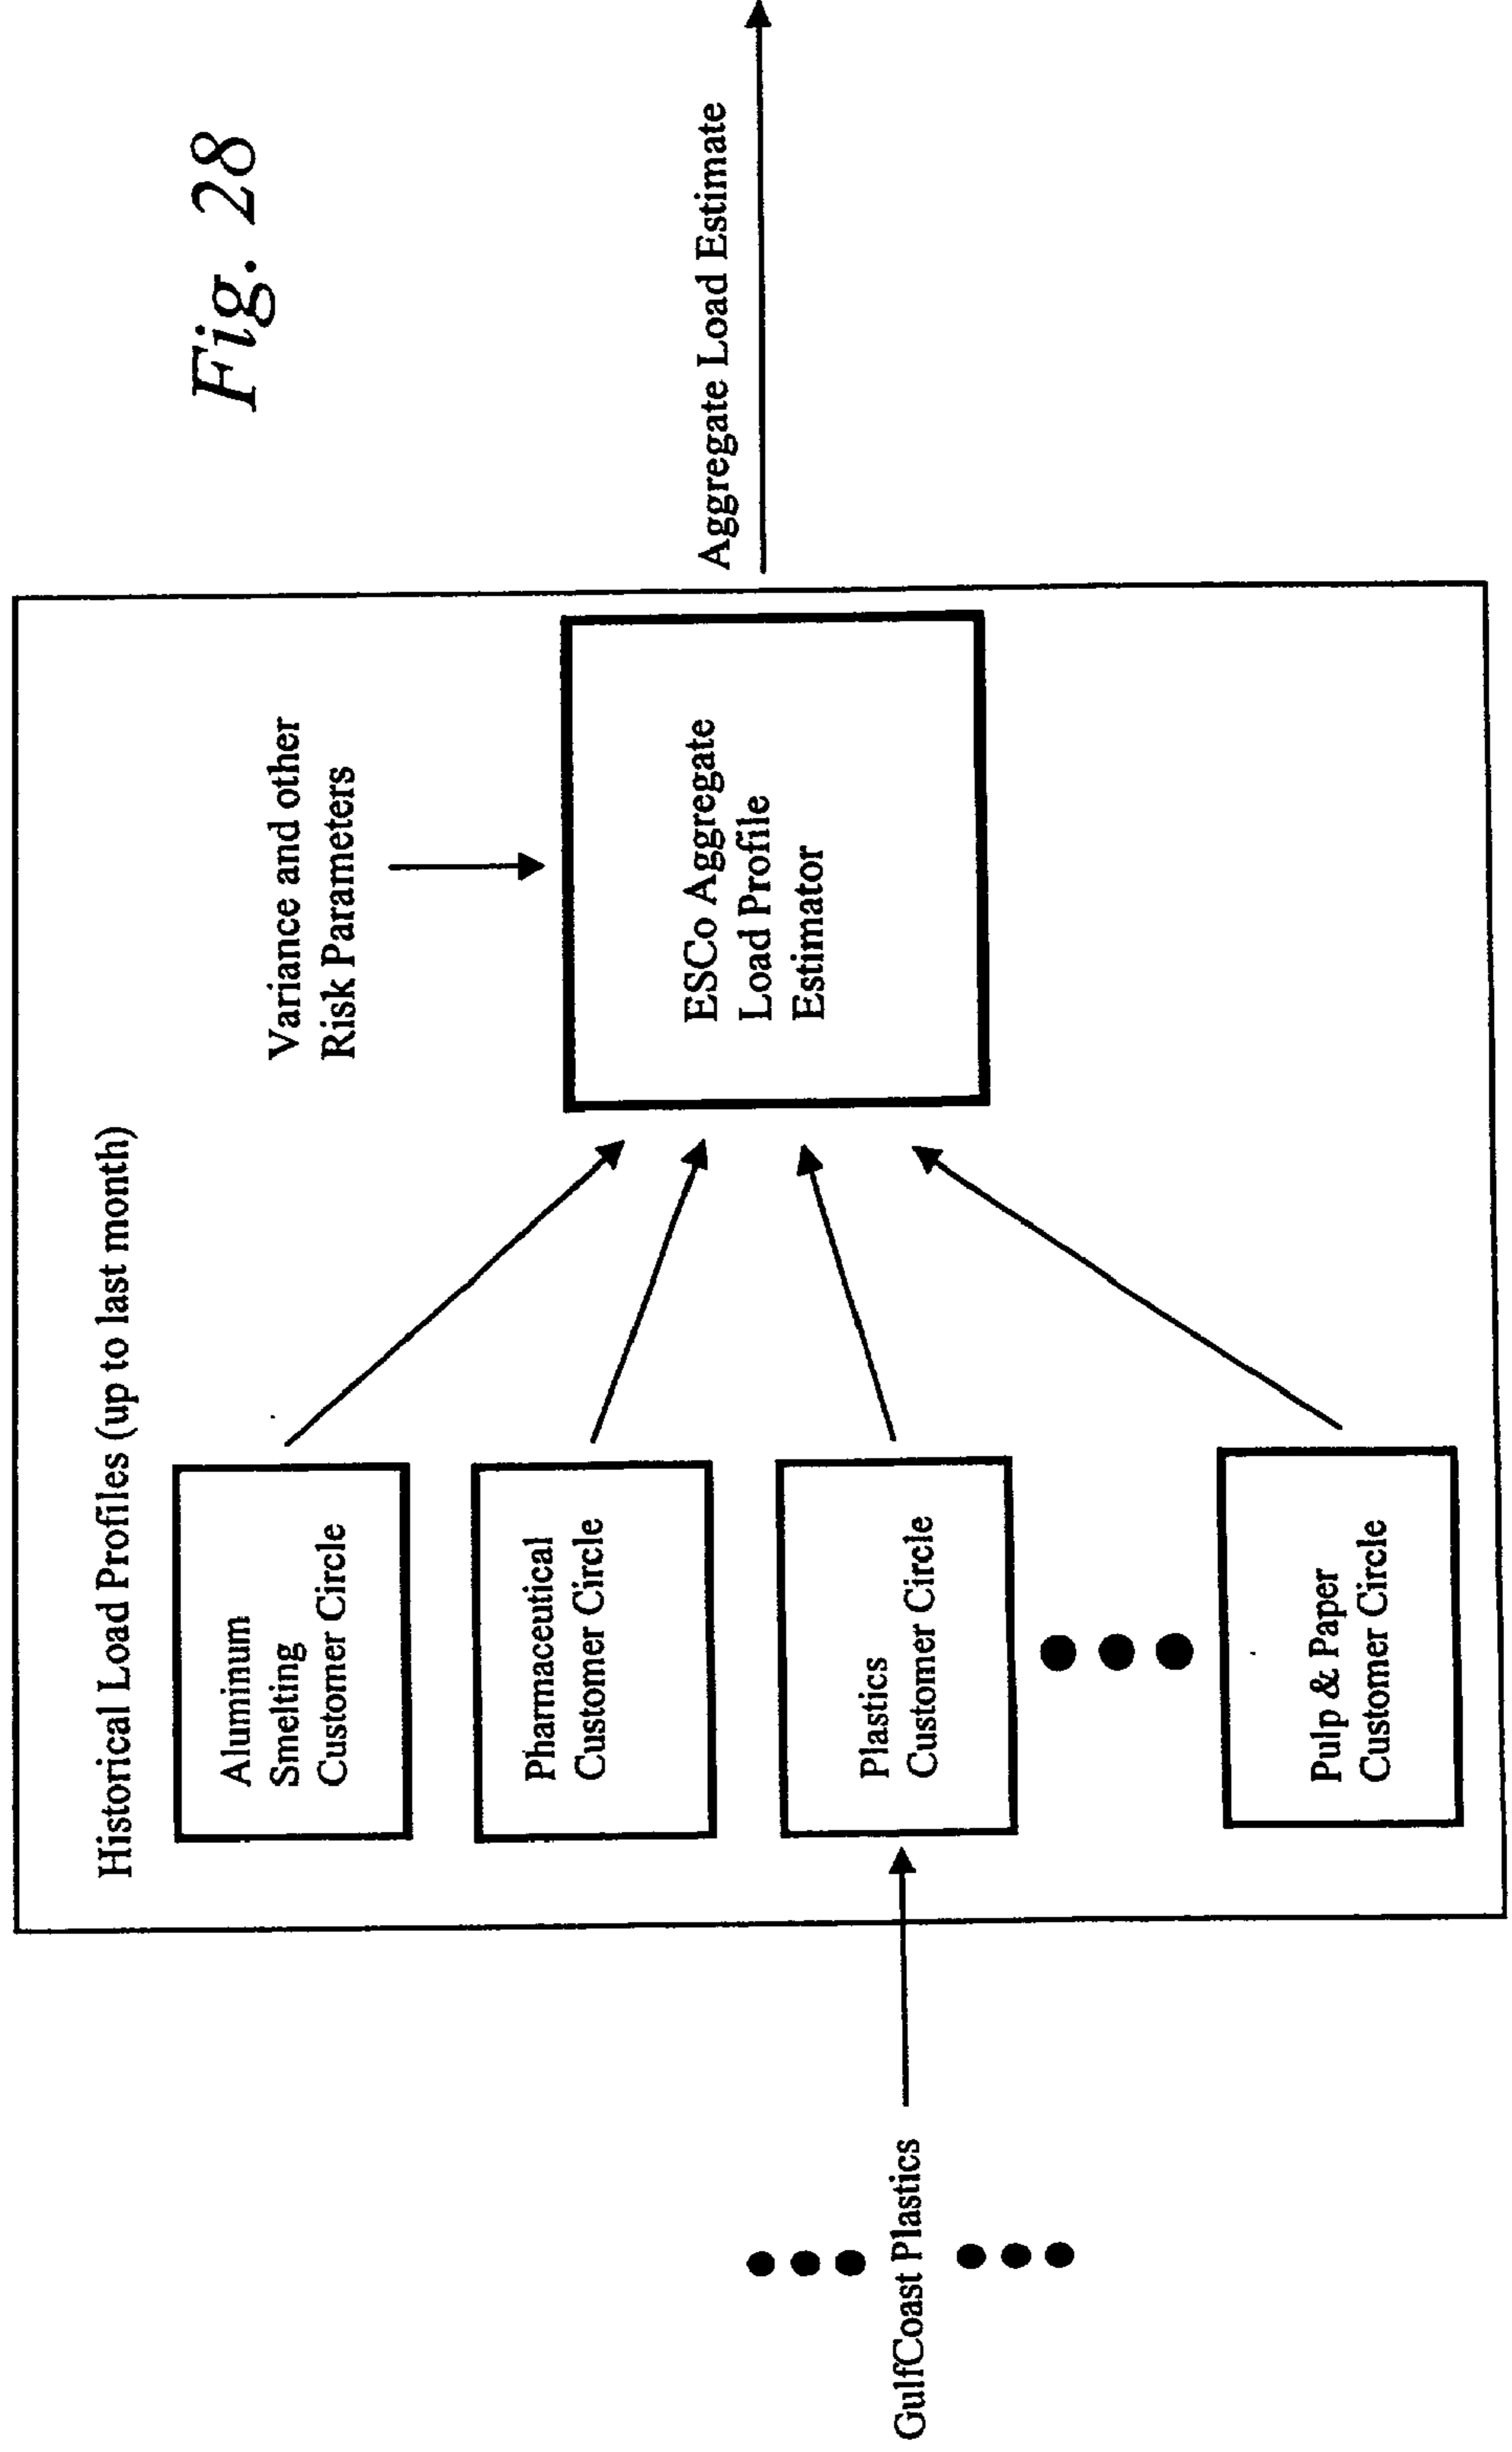 Fig. 28
Historical Load Profiles (up to last month)
Variance and other
Risk Parameters
Aluminum
Smelting
Customer Circle
Pharmaceutical
Customer Circle
Plastics
Customer Circle
Pulp & Paper
Customer Circle
ESCo Aggregate
Load Profile
Estimator
Aggregate Load Estimate
GulfCoast Plastics